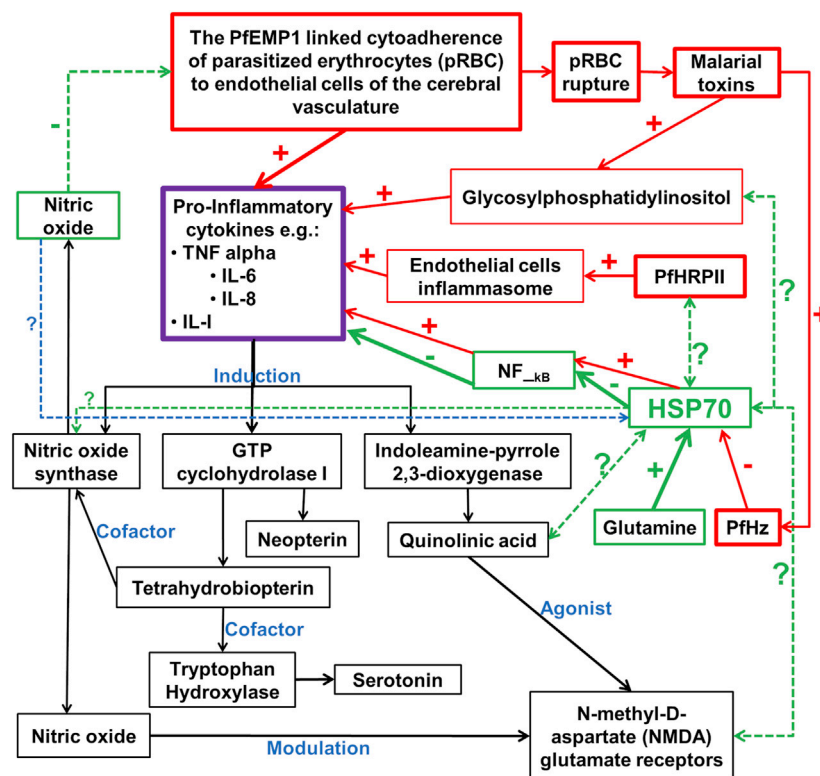 The PfEMP1 linked cytoadherence
of parasitized erythrocytes (pRBC)
to endothelial cells of the cerebral
vasculature
pRBC
rupture
Malarial
toxins
-
+
+
+
Glycosylphosphatidylinositol
Nitric
oxide
Pro-Inflammatory
cytokines e.g.:
• TNF alpha
• IL-6
• IL-8
• IL-I
+
Endothelial cells
inflammasome
+
PfHRPII
?
+
?
+
-
NF_kB
+
-
?
HSP70
Induction
?
Nitric oxide
synthase
GTP
cyclohydrolase I
Indoleamine-pyrrole
2,3-dioxygenase
?
+
-
Cofactor
Neopterin
Quinolinic acid
Glutamine
PfHz
?
Tetrahydrobiopterin
Agonist
Cofactor
Tryptophan
Hydroxylase
Serotonin
Nitric oxide
Modulation
N-methyl-D-
aspartate (NMDA)
glutamate receptors